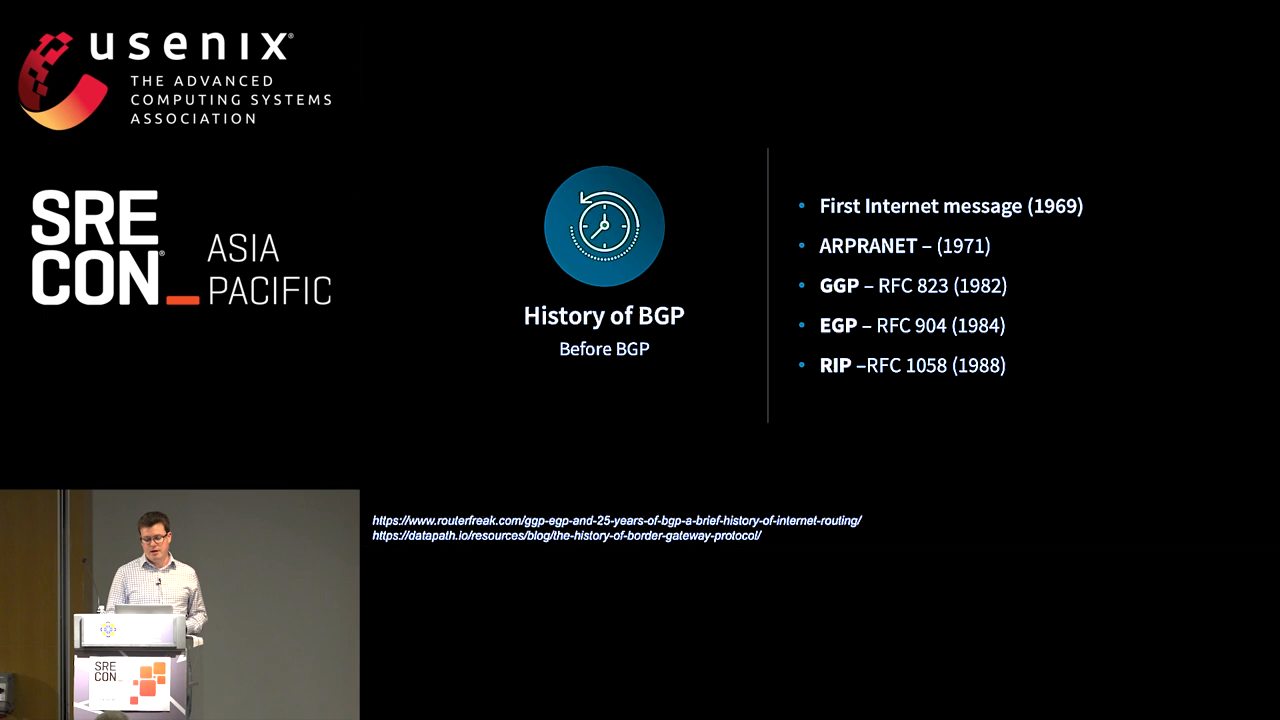 usenix®
THE ADVANCED
COMPUTING SYSTEMS
ASSOCIATION
SRE
CON®
ASIA
PACIFIC
History of BGP
Before BGP
• First Internet message (1969)
• ARPRANET – (1971)
• GGP – RFC 823 (1982)
• EGP – RFC 904 (1984)
• RIP –RFC 1058 (1988)
https://www.routerfreak.com/ggp-egp-and-25-years-of-bgp-a-brief-history-of-internet-routing/
https://datapath.io/resources/blog/the-history-of-border-gateway-protocol/
SRE
CON_